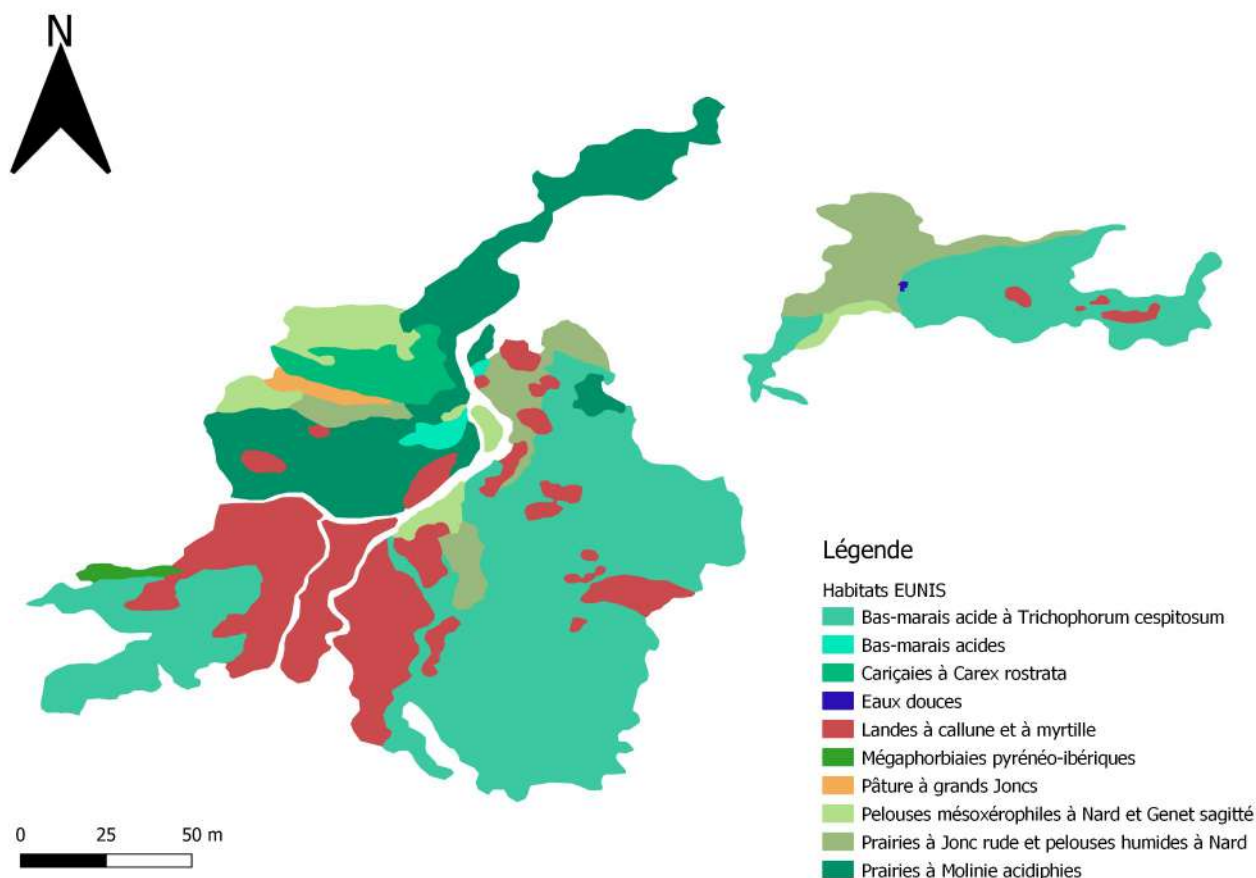 N
Légende
Habitats EUNIS
Bas-marais acide à Trichophorum cespitosum
Bas-marais acides
Cariçaies à Carex rostrata
Eaux douces
Landes à callune et à myrtille
Mégaphorbiaies pyrénéo-ibériques
Pâture à grands Joncs
Pelouses mésoxérophiles à Nard et Genet sagitté
Prairies à Jonc rude et pelouses humides à Nard
Prairies à Molinie acidiphies
0 25 50 m